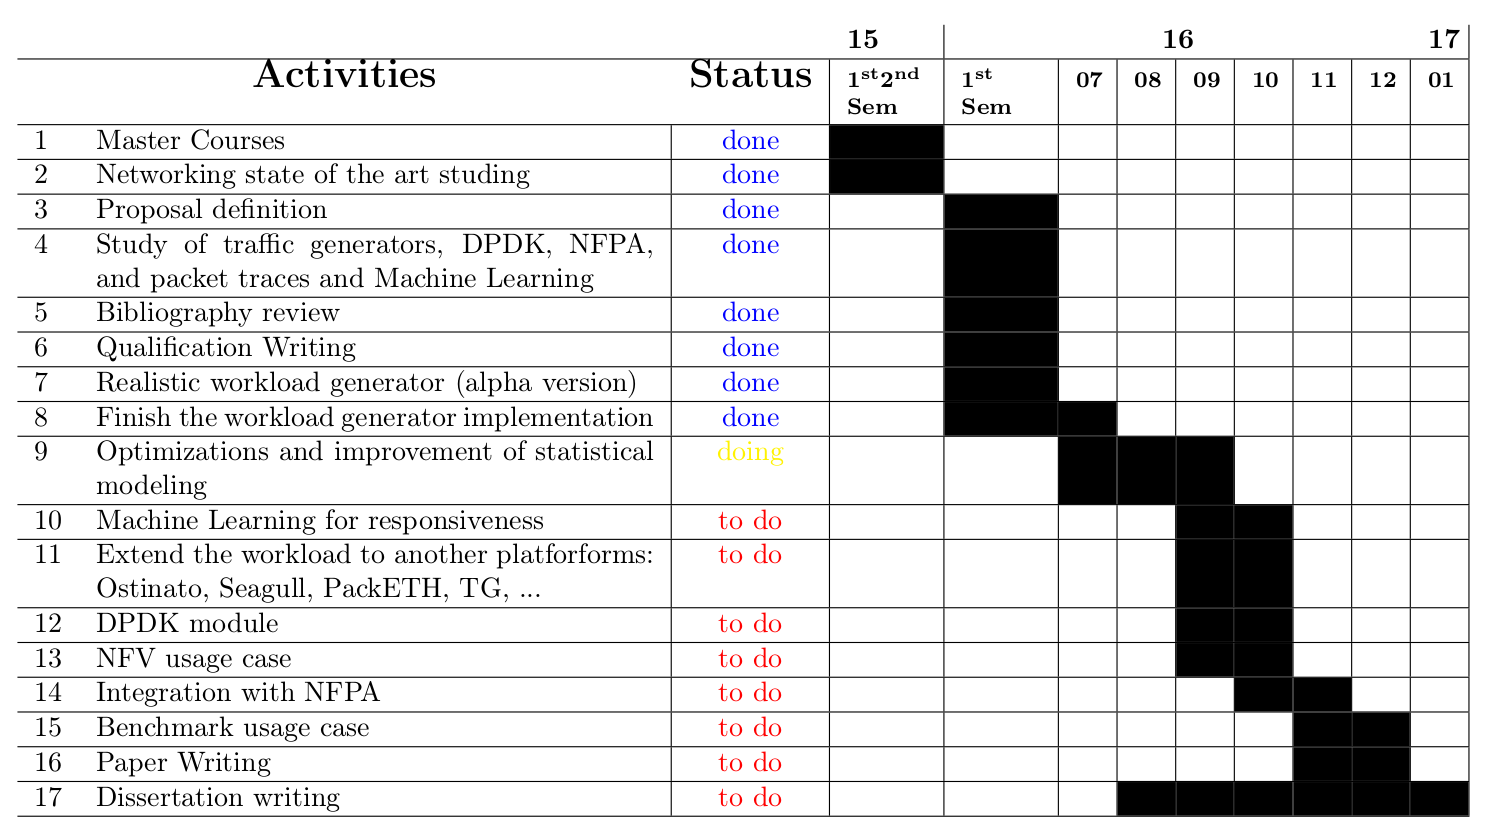 15 16 17
Activities Status 1st2nd 1st 07 08 09 10 11 12 01
Sem Sem
1 Master Courses done
2 Networking state of the art studing done
3 Proposal definition done
4 Study of traffic generators, DPDK, NFPA, done
and packet traces and Machine Learning
5 Bibliography review done
6 Qualification Writing done
7 Realistic workload generator (alpha version) done
8 Finish the workload generator implementation done
9 Optimizations and improvement of statistical doing
modeling
10 Machine Learning for responsiveness to do
11 Extend the workload to another platforforms: to do
Ostinato, Seagull, PackETH, TG, ...
12 DPDK module to do
13 NFV usage case to do
14 Integration with NFPA to do
15 Benchmark usage case to do
16 Paper Writing to do
17 Dissertation writing to do